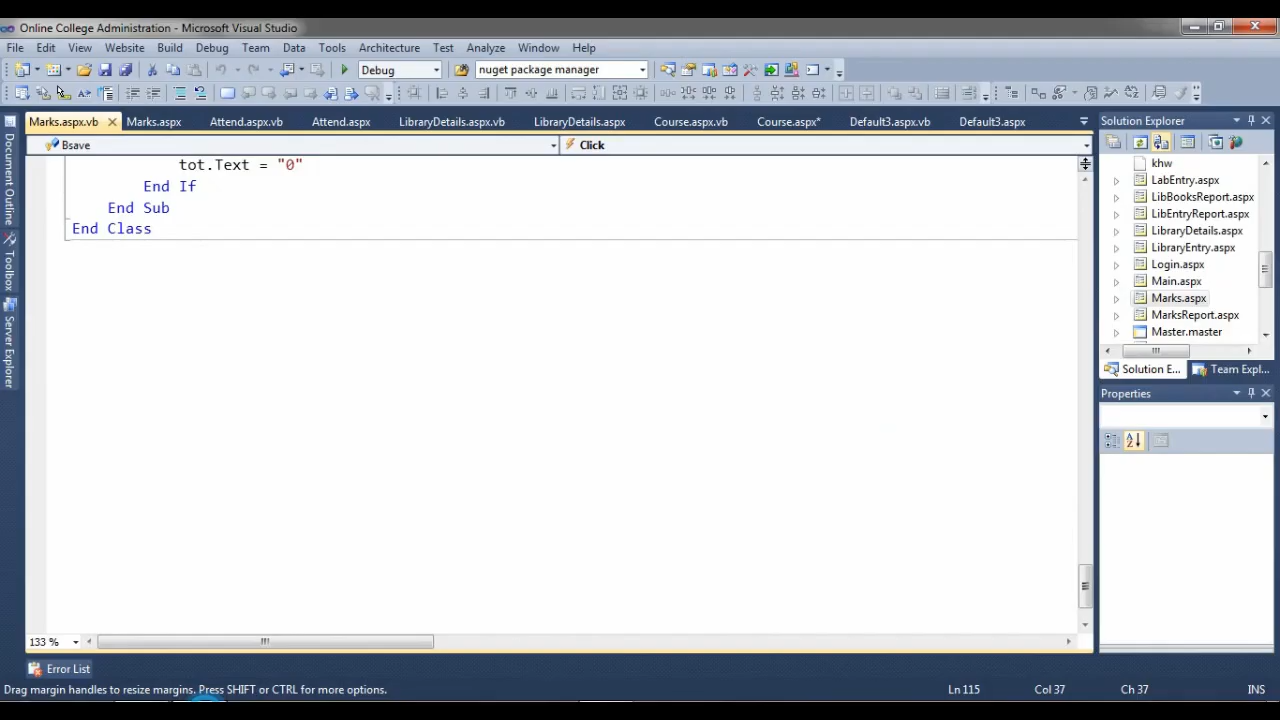 Online College Administration - Microsoft Visual Studio
File Edit View Website Build Debug Team Data Tools Architecture Test Analyze Window Help
Debug nuget package manager
Marks.aspx.vb Marks.aspx Attend.aspx.vb Attend.aspx LibraryDetails.aspx.vb LibraryDetails.aspx Course.aspx.vb Course.aspx* Default3.aspx.vb Default3.aspx
Bsave Click
tot.Text = "0"
End If
End Sub
End Class
133 %
Document Outline
Toolbox
Server Explorer
Solution Explorer
khw
LabEntry.aspx
LibBooksReport.aspx
LibEntryReport.aspx
LibraryDetails.aspx
LibraryEntry.aspx
Login.aspx
Main.aspx
Marks.aspx
MarksReport.aspx
Master.master
Solution E... Team Expl...
Properties
Error List
Drag margin handles to resize margins. Press SHIFT or CTRL for more options. Ln 115 Col 37 Ch 37 INS